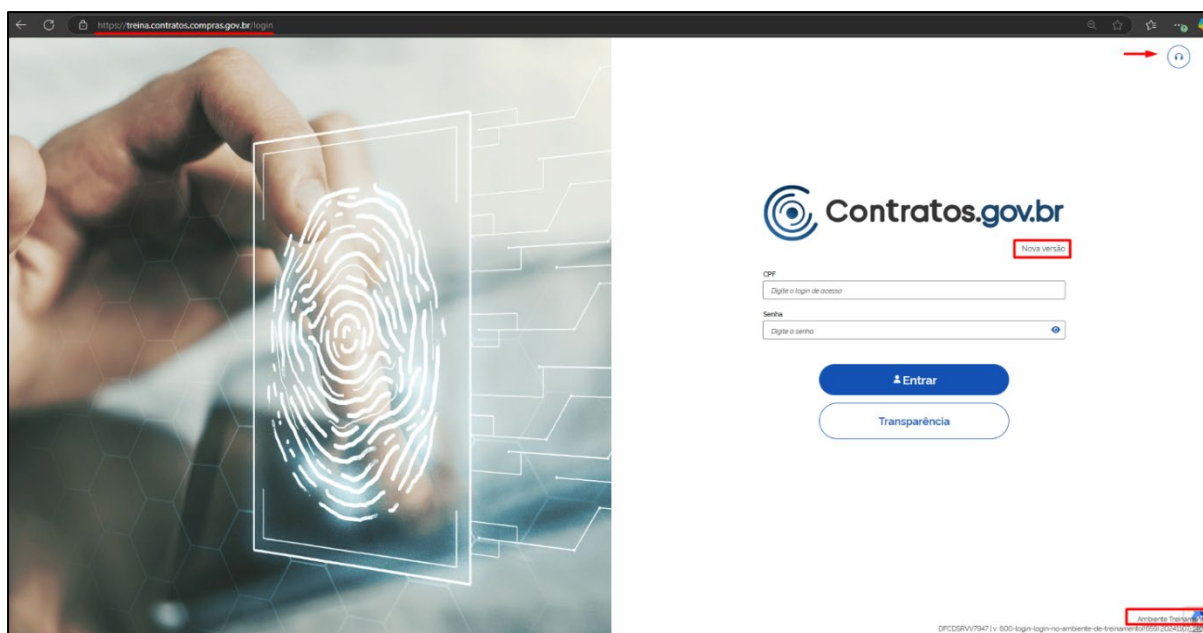 https://treina.contratos.compras.gov.br/login
Contratos.gov.br
Nova versão
CPF
Digite o login de acesso
Senha
Digite a senha
Entrar
Transparência
Ambiente